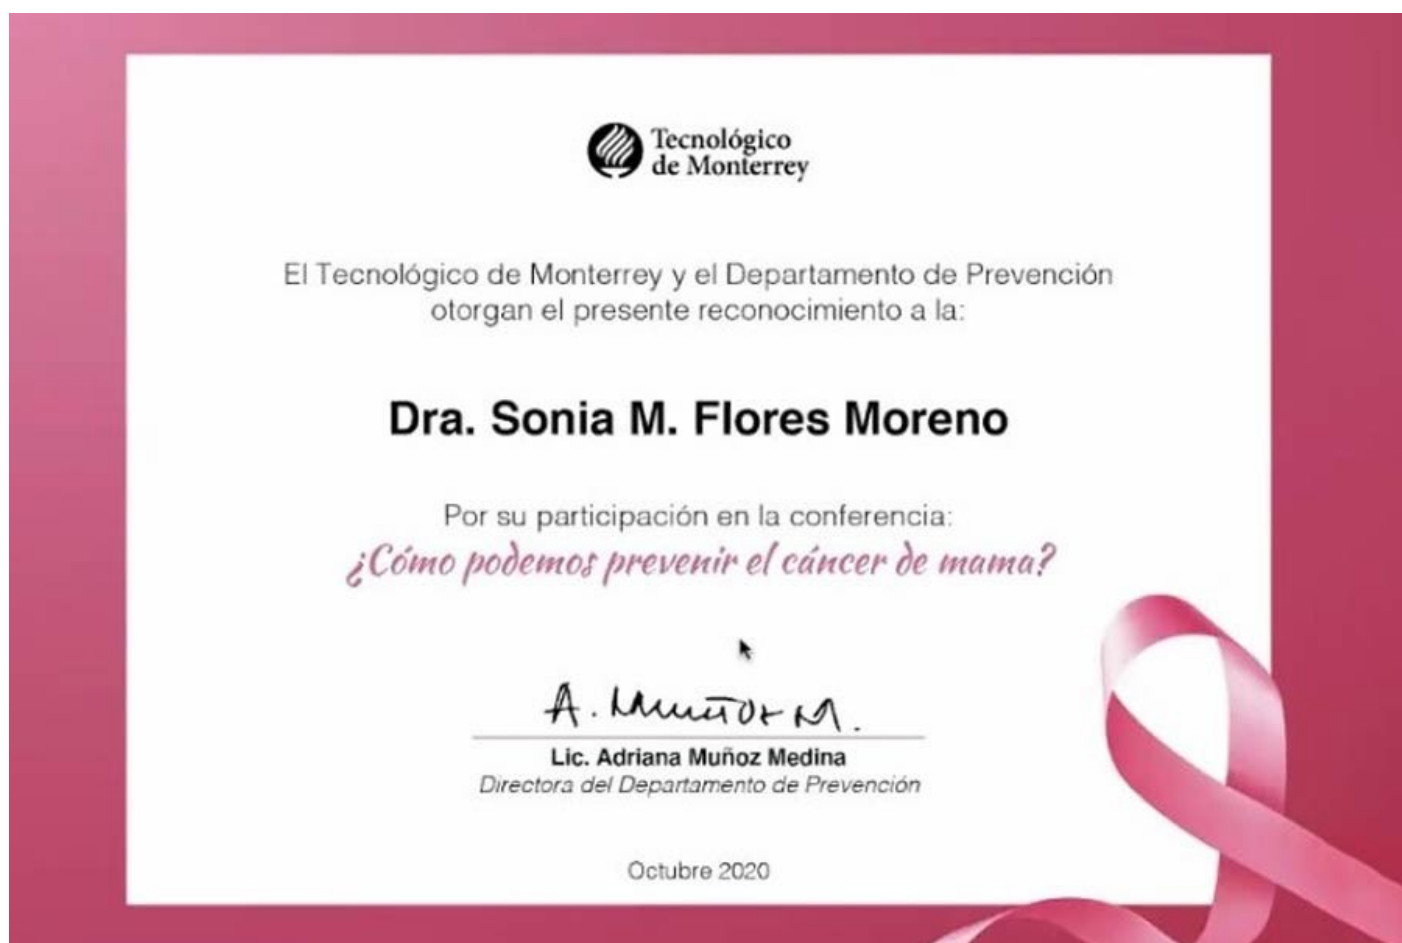 Tecnológico
de Monterrey
El Tecnológico de Monterrey y el Departamento de Prevención
otorgan el presente reconocimiento a la:
Dra. Sonia M. Flores Moreno
Por su participación en la conferencia:
¿Cómo podemos prevenir el cáncer de mama?
A. Muñoz M.
Lic. Adriana Muñoz Medina
Directora del Departamento de Prevención
Octubre 2020